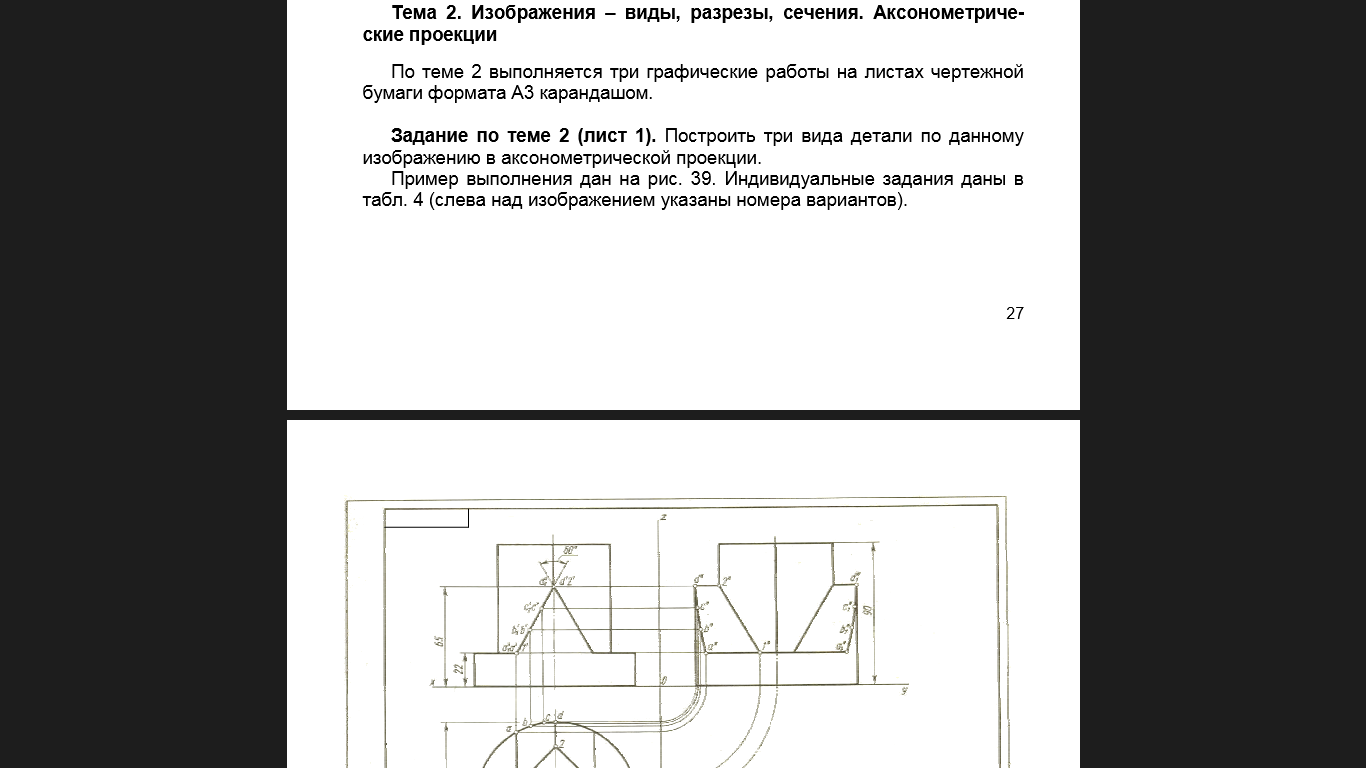 Тема 2. Изображения – виды, разрезы, сечения. Аксонометриче-
ские проекции
По теме 2 выполняется три графические работы на листах чертежной
бумаги формата А3 карандашом.
Задание по теме 2 (лист 1). Построить три вида детали по данному
изображению в аксонометрической проекции.
Пример выполнения дан на рис. 39. Индивидуальные задания даны в
табл. 4 (слева над изображением указаны номера вариантов).
27
z
60°
2"
65
22
90
x
0
y
a"
b"
c"
1"
a
b
c
d
2